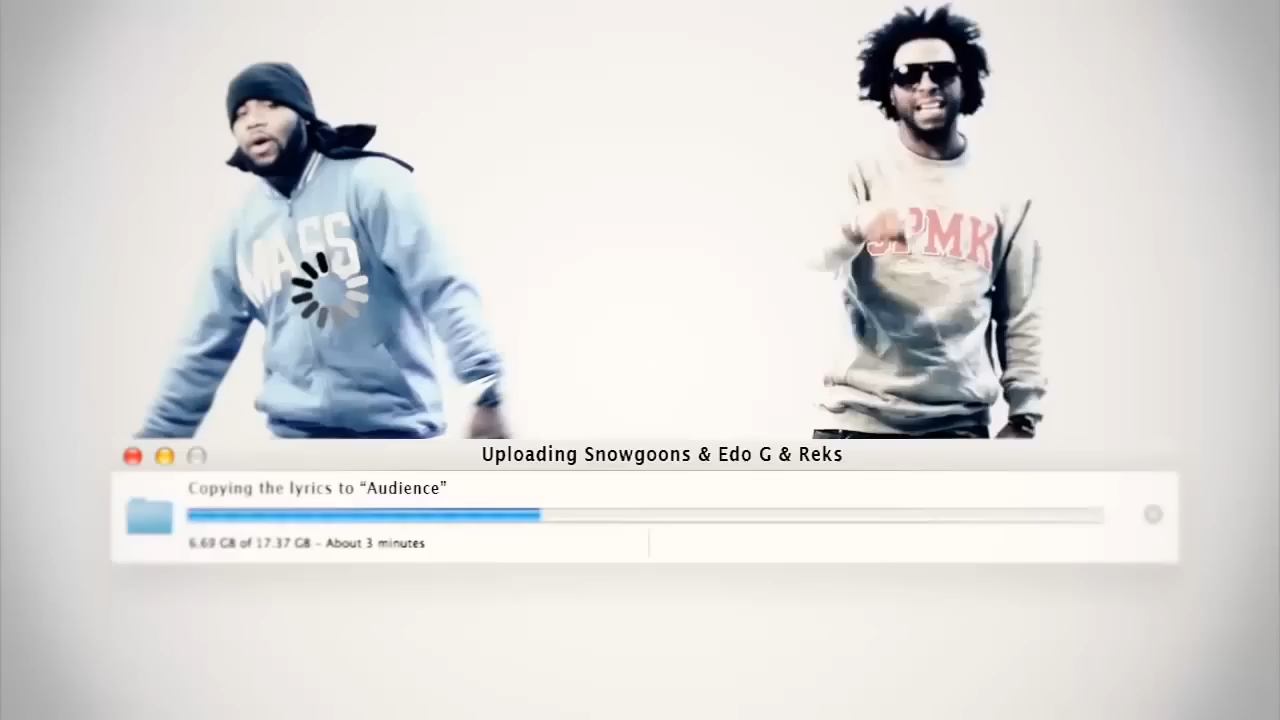 MASS
SPMK
Uploading Snowgoons & Edo G & Reks
Copying the lyrics to “Audience”
6.69 GB of 17.37 GB – About 3 minutes